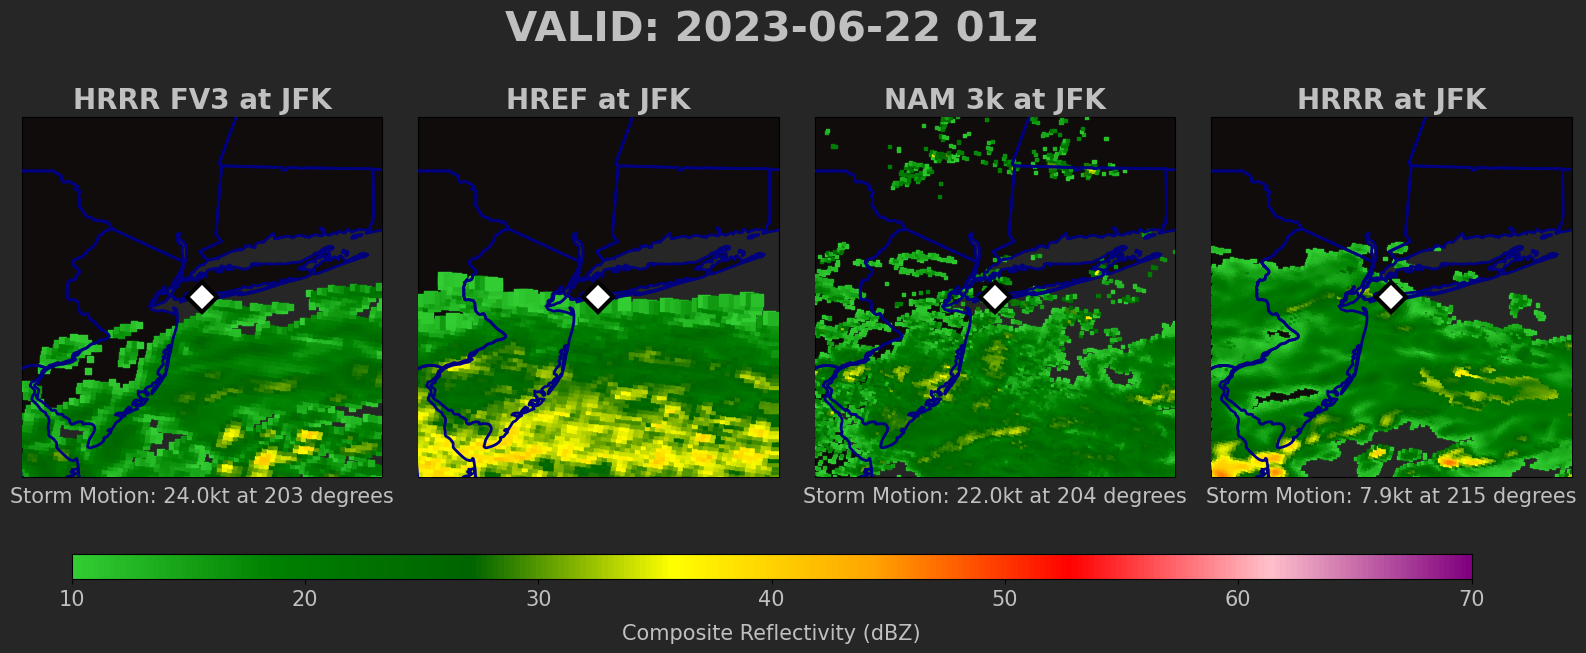 VALID: 2023-06-22 01z
HRRR FV3 at JFK
HREF at JFK
NAM 3k at JFK
HRRR at JFK
Storm Motion: 24.0kt at 203 degrees
Storm Motion: 22.0kt at 204 degrees
Storm Motion: 7.9kt at 215 degrees
10 20 30 40 50 60 70
Composite Reflectivity (dBZ)